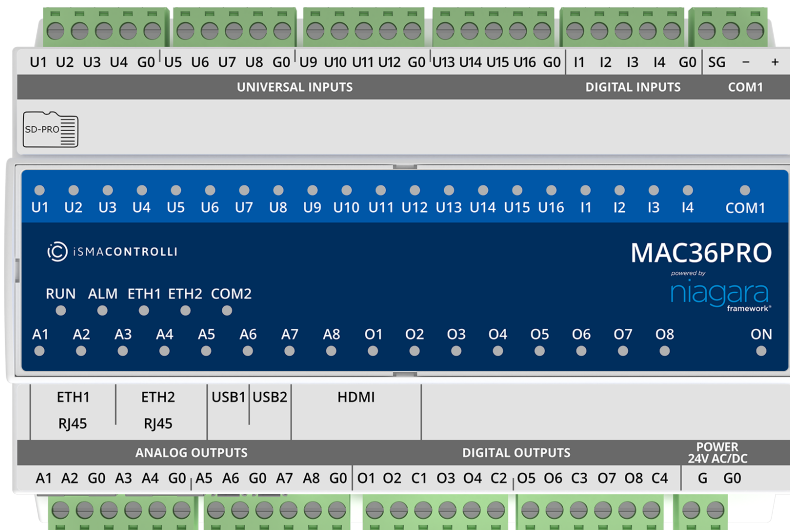 U1 U2 U3 U4 G0 U5 U6 U7 U8 G0 U9 U10 U11 U12 G0 U13 U14 U15 U16 G0 I1 I2 I3 I4 G0 SG − +
UNIVERSAL INPUTS DIGITAL INPUTS COM1
SD-PRO
U1 U2 U3 U4 U5 U6 U7 U8 U9 U10 U11 U12 U13 U14 U15 U16 I1 I2 I3 I4 COM1
iSMACONTROLLI
MAC36PRO
powered by
niagara
framework®
RUN ALM ETH1 ETH2 COM2
A1 A2 A3 A4 A5 A6 A7 A8 O1 O2 O3 O4 O5 O6 O7 O8 ON
ETH1 ETH2 USB1 USB2 HDMI
RJ45 RJ45
ANALOG OUTPUTS DIGITAL OUTPUTS POWER
24V AC/DC
A1 A2 G0 A3 A4 G0 A5 A6 G0 A7 A8 G0 O1 O2 C1 O3 O4 C2 O5 O6 C3 O7 O8 C4 G G0